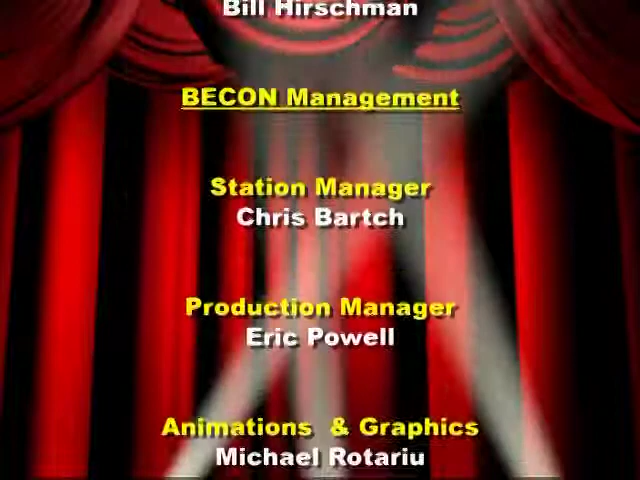 Bill Hirschman
BECON Management
Station Manager
Chris Bartch
Production Manager
Eric Powell
Animations & Graphics
Michael Rotariu